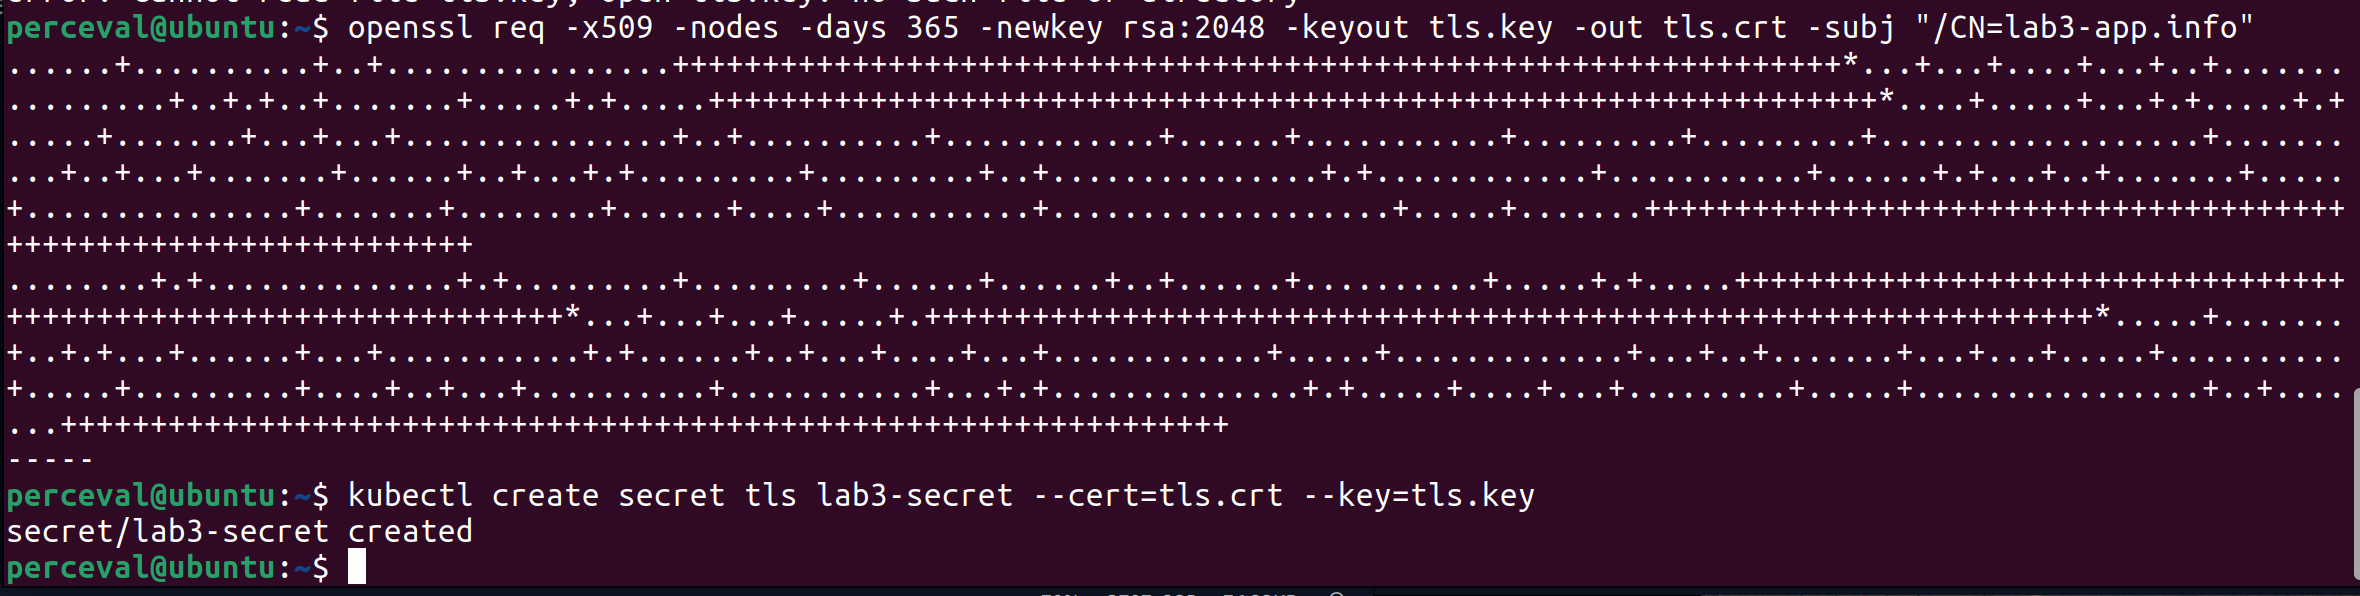 perceval@ubuntu:~$ openssl req -x509 -nodes -days 365 -newkey rsa:2048 -keyout tls.key -out tls.crt -subj "/CN=lab3-app.info"
-----
perceval@ubuntu:~$ kubectl create secret tls lab3-secret --cert=tls.crt --key=tls.key
secret/lab3-secret created
perceval@ubuntu:~$